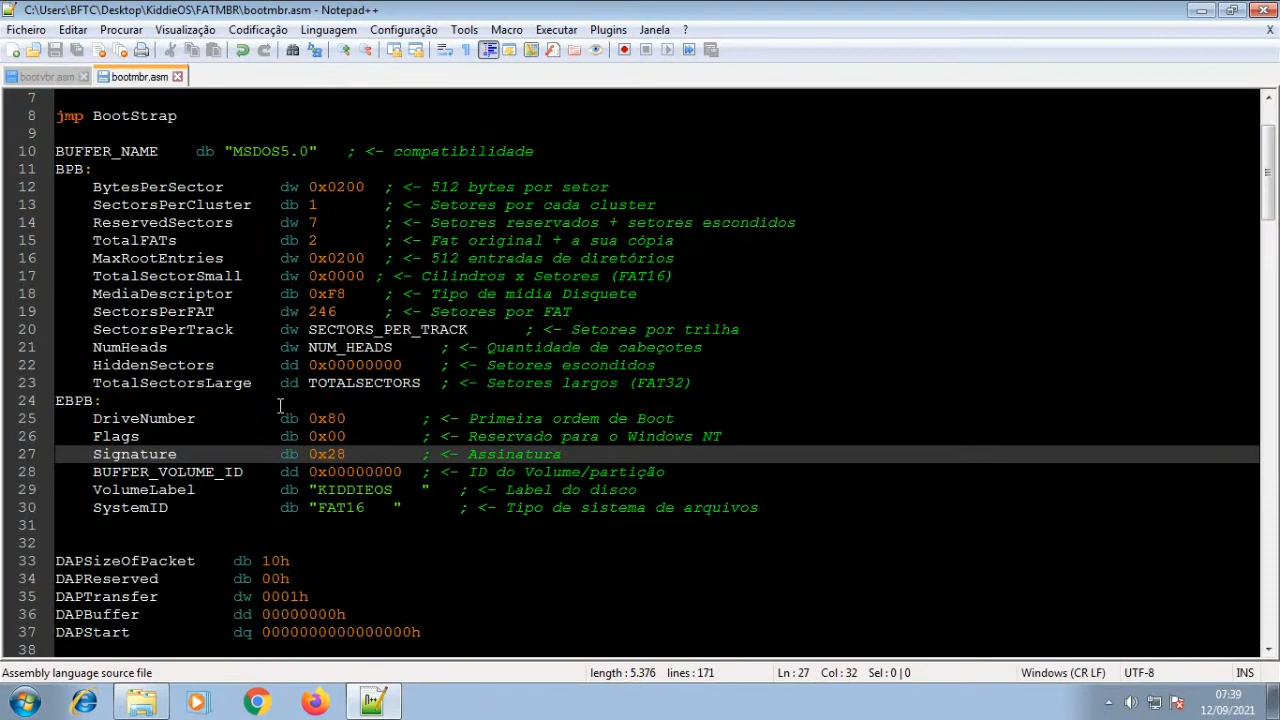 C:\Users\BFTC\Desktop\KiddieOS\FATMBR\bootmbr.asm - Notepad++
Ficheiro Editar Procurar Visualização Codificação Linguagem Configuração Tools Macro Executar Plugins Janela ? X
bootvbr.asm bootmbr.asm
7
8 jmp BootStrap
9
10 BUFFER_NAME db "MSDOS5.0" ; <- compatibilidade
11 BPB:
12 BytesPerSector dw 0x0200 ; <- 512 bytes por setor
13 SectorsPerCluster db 1 ; <- Setores por cada cluster
14 ReservedSectors dw 7 ; <- Setores reservados + setores escondidos
15 TotalFATs db 2 ; <- Fat original + a sua cópia
16 MaxRootEntries dw 0x0200 ; <- 512 entradas de diretórios
17 TotalSectorSmall dw 0x0000 ; <- Cilindros x Setores (FAT16)
18 MediaDescriptor db 0xF8 ; <- Tipo de mídia Disquete
19 SectorsPerFAT dw 246 ; <- Setores por FAT
20 SectorsPerTrack dw SECTORS_PER_TRACK ; <- Setores por trilha
21 NumHeads dw NUM_HEADS ; <- Quantidade de cabeçotes
22 HiddenSectors dd 0x00000000 ; <- Setores escondidos
23 TotalSectorsLarge dd TOTALSECTORS ; <- Setores largos (FAT32)
24 EBPB:
25 DriveNumber db 0x80 ; <- Primeira ordem de Boot
26 Flags db 0x00 ; <- Reservado para o Windows NT
27 Signature db 0x28 ; <- Assinatura
28 BUFFER_VOLUME_ID dd 0x00000000 ; <- ID do Volume/partição
29 VolumeLabel db "KIDDIEOS   " ; <- Label do disco
30 SystemID db "FAT16   " ; <- Tipo de sistema de arquivos
31
32
33 DAPSizeOfPacket db 10h
34 DAPReserved db 00h
35 DAPTransfer dw 0001h
36 DAPBuffer dd 00000000h
37 DAPStart dq 0000000000000000h
38
Assembly language source file length : 5.376 lines : 171 Ln : 27 Col : 32 Sel : 0 | 0 Windows (CR LF) UTF-8 INS
07:39
12/09/2021